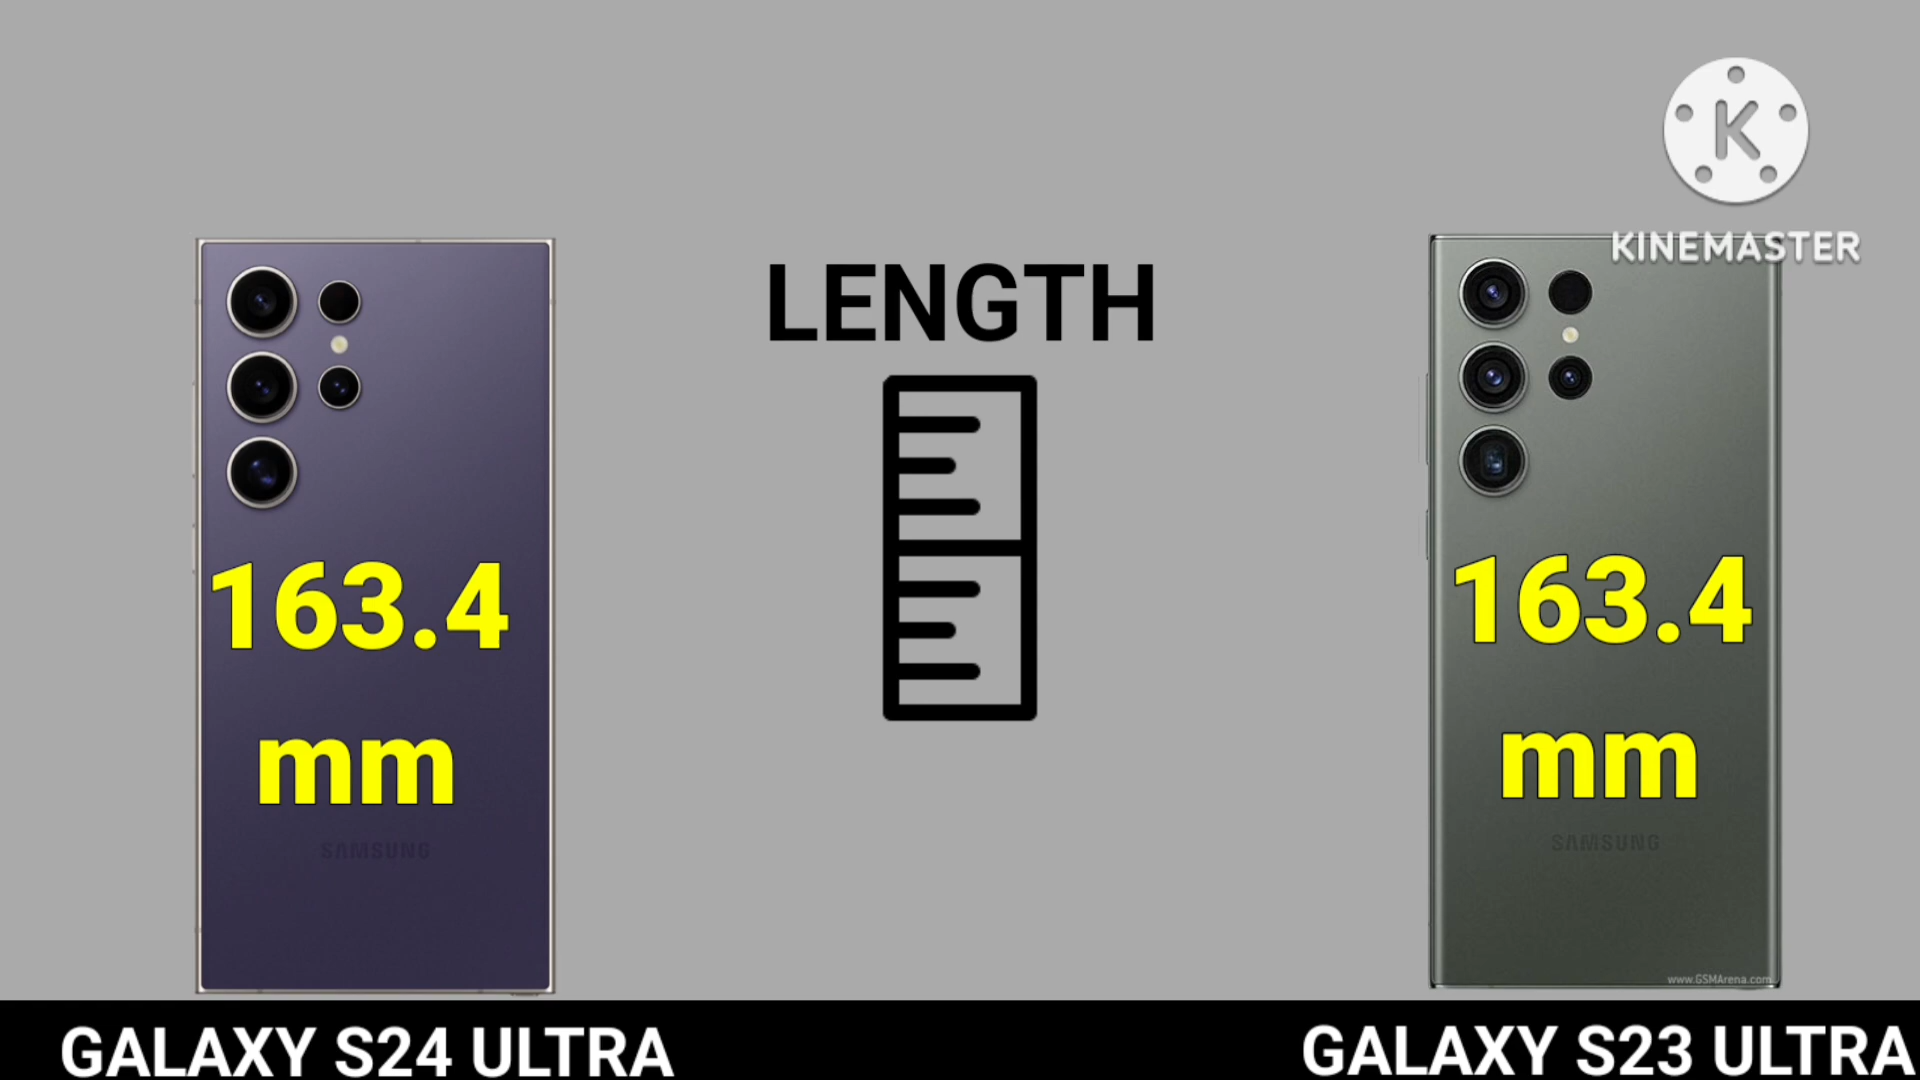 K
KINEMASTER
LENGTH
163.4
mm
SAMSUNG
163.4
mm
SAMSUNG
www.GSMArena.com
GALAXY S24 ULTRA
GALAXY S23 ULTRA